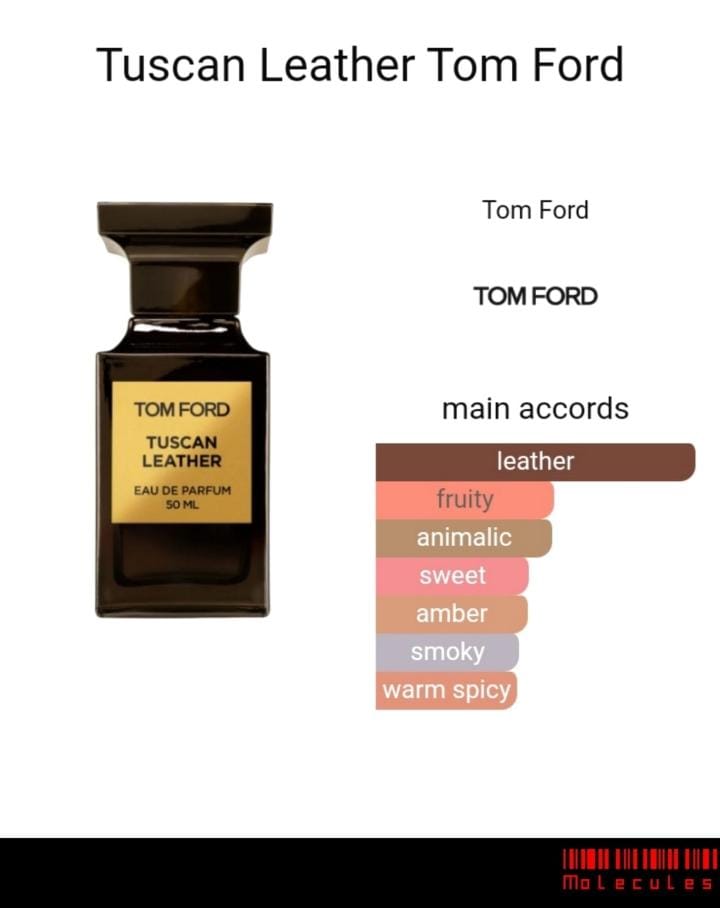 Tuscan Leather Tom Ford
Tom Ford
TOM FORD
main accords
leather
fruity
animalic
sweet
amber
smoky
warm spicy
TOM FORD
TUSCAN
LEATHER
EAU DE PARFUM
50 ML
Molecules